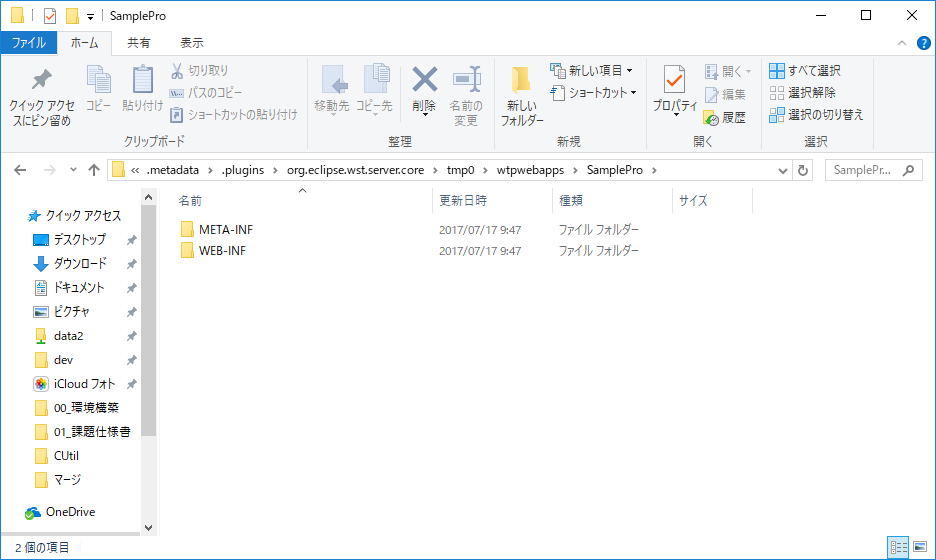 SamplePro
ファイル ホーム 共有 表示
クイック アクセスにピン留め コピー 貼り付け 切り取り パスのコピー ショートカットの貼り付け
クリップボード
移動先 コピー先 削除 名前の変更
整理
新しいフォルダー 新しい項目 ショートカット
新規
プロパティ 開く 編集 履歴
開く
すべて選択 選択解除 選択の切り替え
選択
« .metadata › .plugins › org.eclipse.wst.server.core › tmp0 › wtpwebapps › SamplePro ›
SamplePr...
名前 更新日時 種類 サイズ
META-INF 2017/07/17 9:47 ファイル フォルダー
WEB-INF 2017/07/17 9:47 ファイル フォルダー
クイック アクセス
デスクトップ
ダウンロード
ドキュメント
ピクチャ
data2
dev
iCloud フォト
00_環境構築
01_課題仕様書
CUtil
マージ
OneDrive
2 個の項目